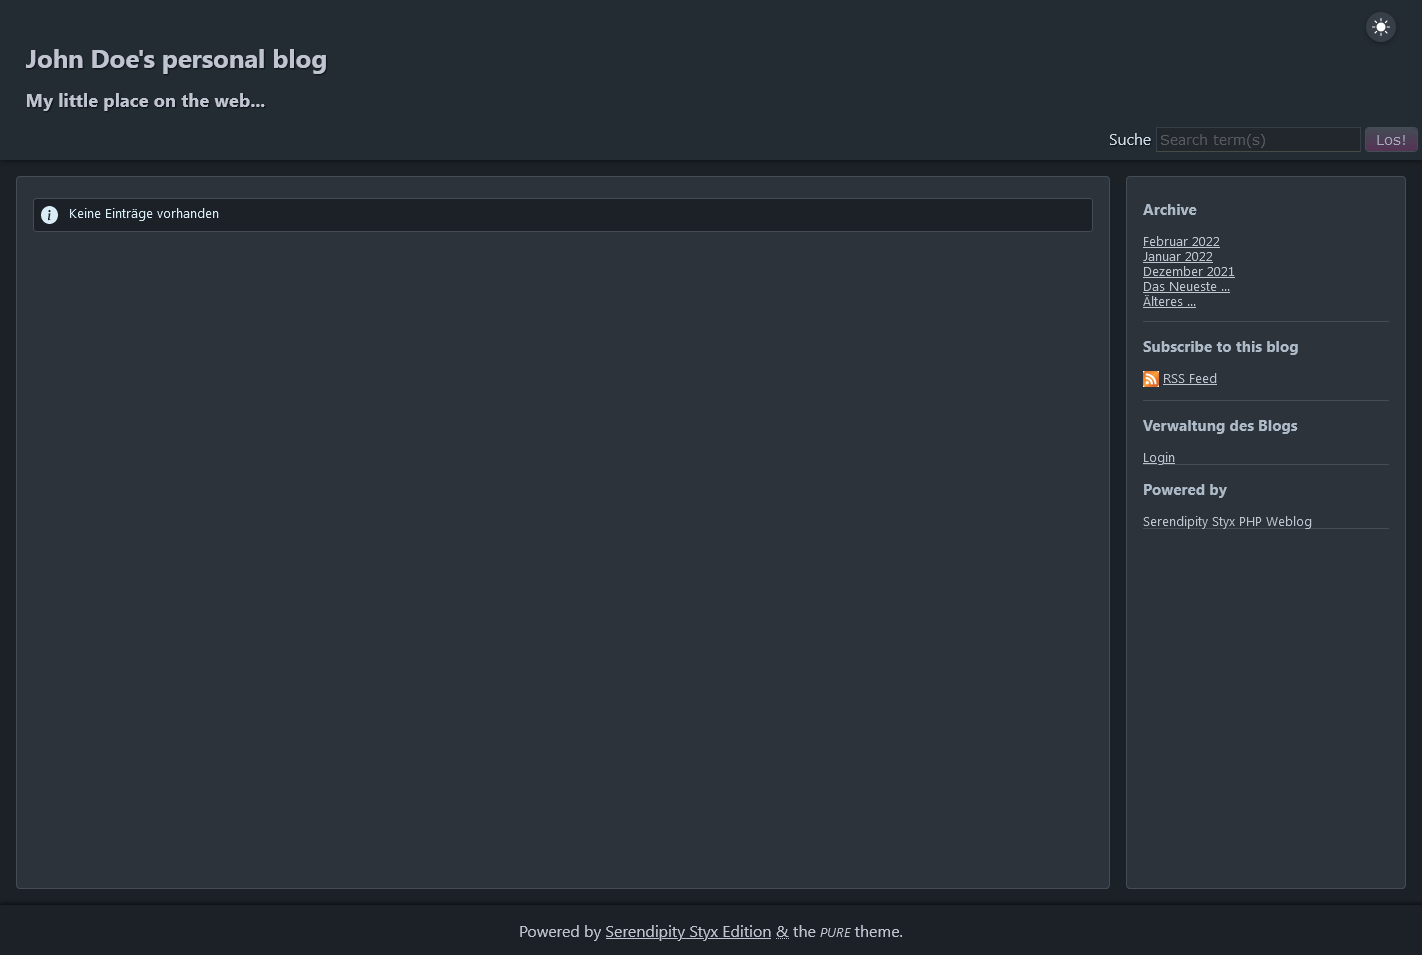 John Doe's personal blog
My little place on the web...
Suche Search term(s) Los!
Keine Einträge vorhanden
Archive
Februar 2022
Januar 2022
Dezember 2021
Das Neueste ...
Älteres ...
Subscribe to this blog
RSS Feed
Verwaltung des Blogs
Login
Powered by
Serendipity Styx PHP Weblog
Powered by Serendipity Styx Edition & the PURE theme.